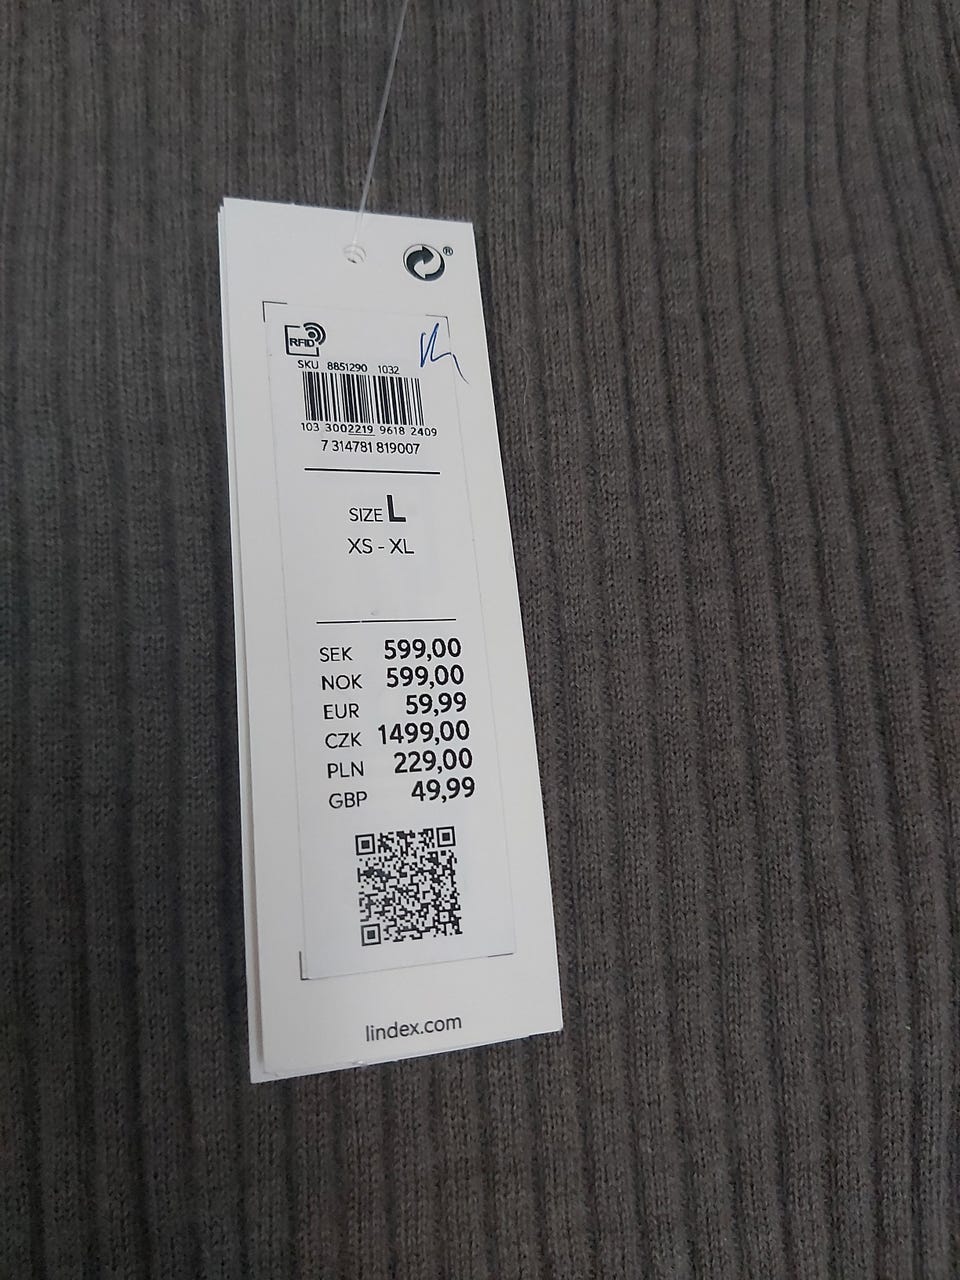 ®
RFID
SKU 8851290 1032
103 3002219 9618 2409
7 314781 819007
SIZE L
XS - XL
SEK 599,00
NOK 599,00
EUR 59,99
CZK 1499,00
PLN 229,00
GBP 49,99
lindex.com